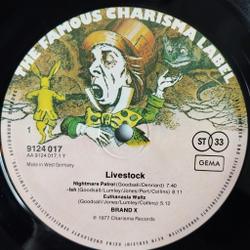 THE FAMOUS CHARISMA LABEL
1
9124 017
AA 9124 017.1 Y
Made in West Germany
ST 33
GEMA
Livestock
Nightmare Patrol (Goodsall/Dennard) 7.40
-Ish (Goodsall/Lumley/Jones/Pert/Collins) 8.11
Euthanasia Waltz
(Goodsall/Jones/Lumley/Collins) 5.12
BRAND X
℗ 1977 Charisma Records